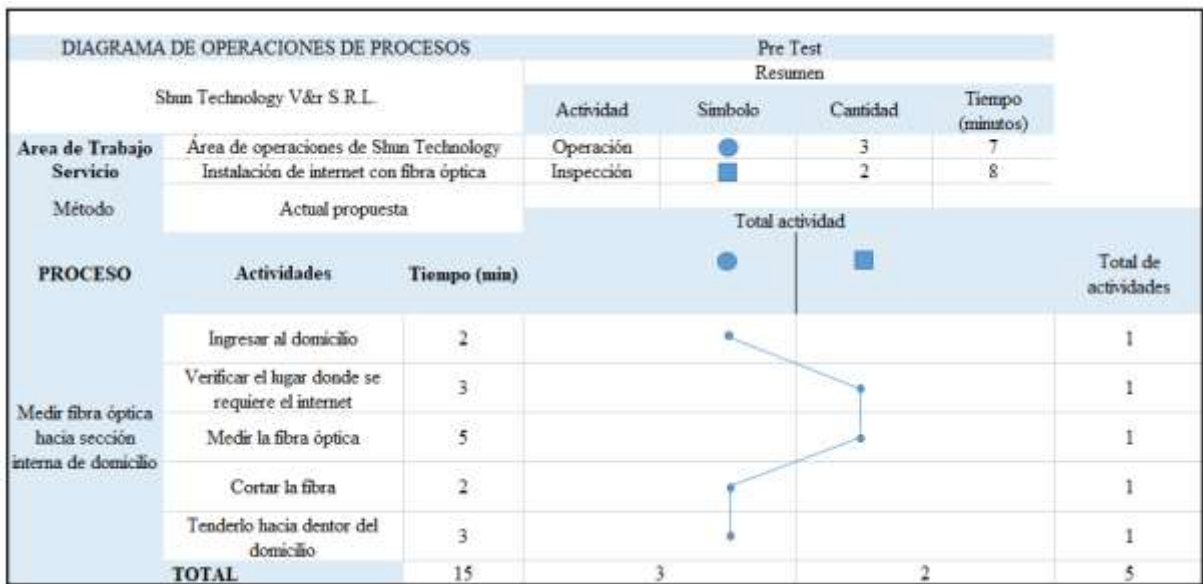 DIAGRAMA DE OPERACIONES DE PROCESOS
Pre Test
Shun Technology V&r S.R.L.
Resumen
Actividad Símbolo Cantidad Tiempo (minutos)
Area de Trabajo Área de operaciones de Shun Technology Operación 3 7
Servicio Instalación de internet con fibra óptica Inspección 2 8
Método Actual propuesta
Total actividad
PROCESO Actividades Tiempo (min) Total de actividades
Medir fibra óptica hacia sección interna de domicilio
Ingresar al domicilio 2 1
Verificar el lugar donde se requiere el internet 3 1
Medir la fibra óptica 5 1
Cortar la fibra 2 1
Tenderlo hacia dentor del domicilio 3 1
TOTAL 15 3 2 5